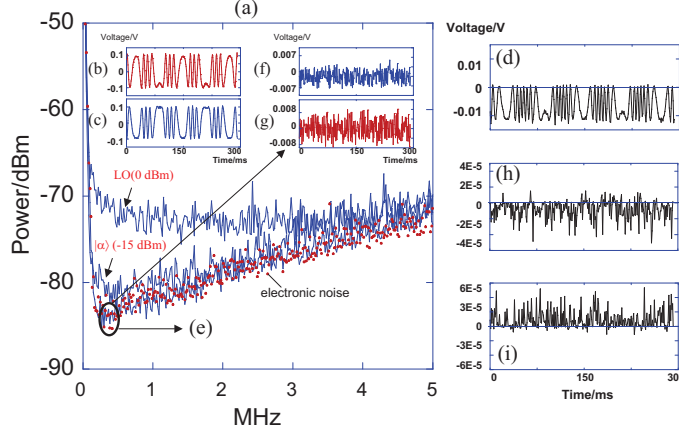 (a)
Power/dBm
-50
-60
-70
-80
-90
0
1
2
3
4
5
MHz
LO(0 dBm)
|α⟩ (-15 dBm)
electronic noise
(e)
Voltage/V
(b)
0.1
0
-0.1
(c)
0.1
0
-0.1
0
150
300
Time/ms
Voltage/V
(f)
0.007
0
-0.007
(g)
0.008
0
-0.008
0
150
300
Time/ms
Voltage/V
(d)
0.01
0
-0.01
(h)
4E-5
2E-5
0
-2E-5
-4E-5
(i)
6E-5
3E-5
0
-3E-5
-6E-5
0
150
30
Time/ms